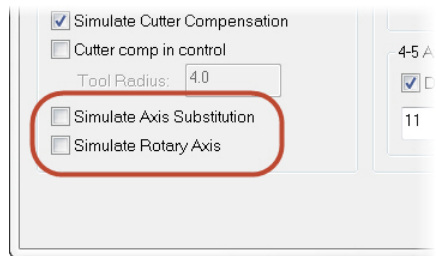 Simulate Cutter Compensation
Cutter comp in control
4-5 A
Tool Radius: 4.0
Simulate Axis Substitution
11
Simulate Rotary Axis